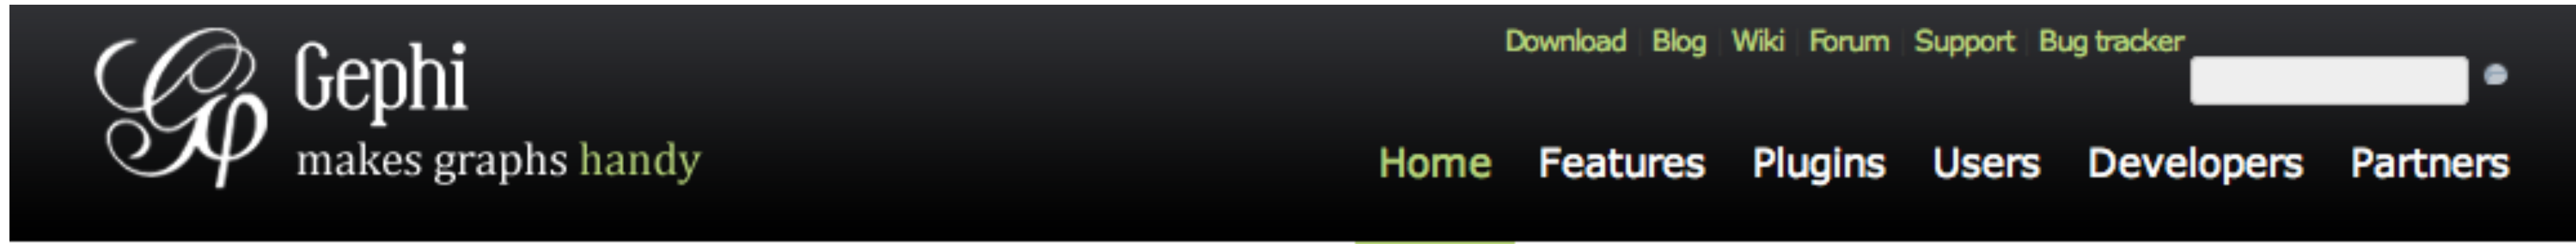 Download Blog Wiki Forum Support Bug tracker
Gephi
makes graphs handy
Home Features Plugins Users Developers Partners